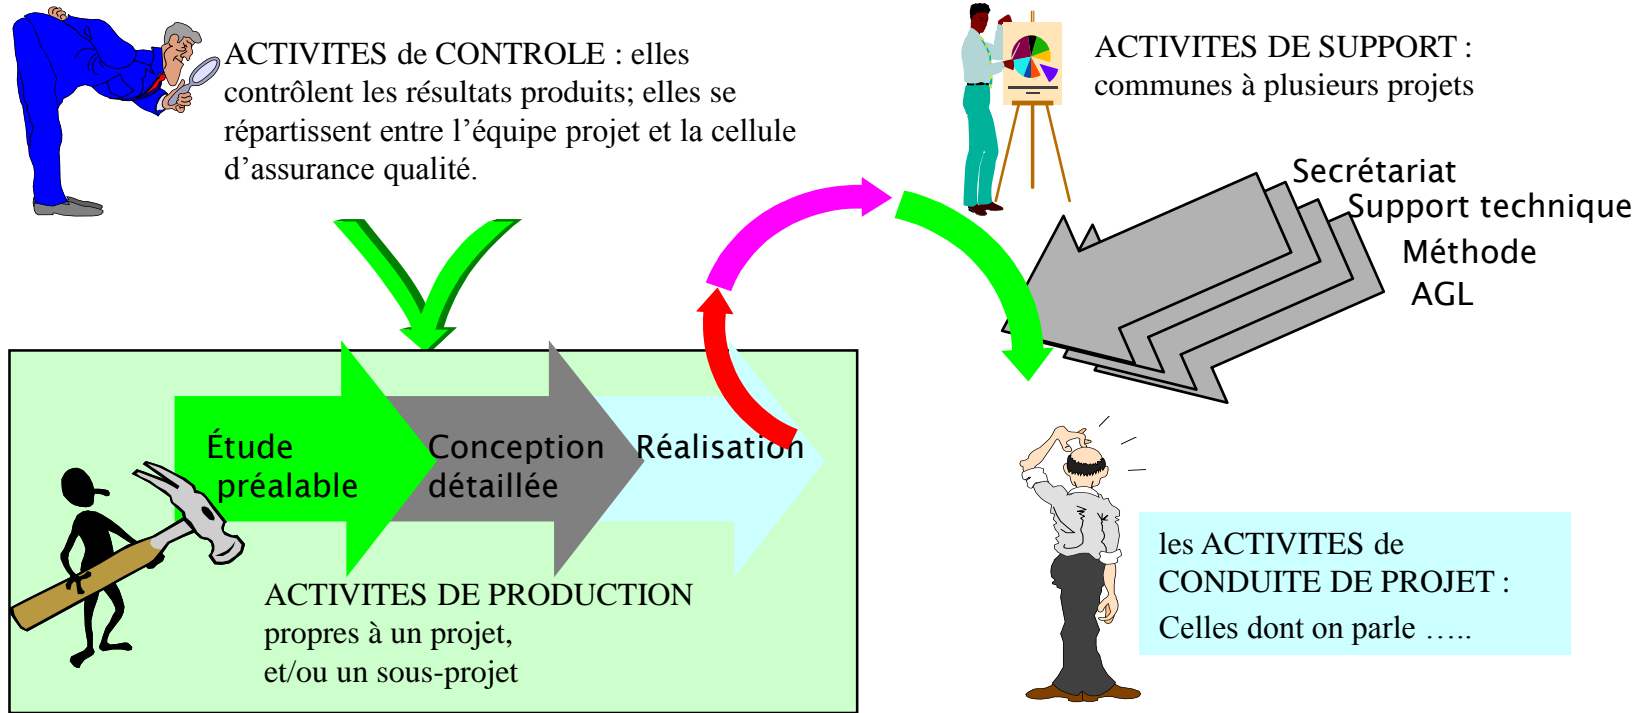 ACTIVITES de CONTROLE : elles
contrôlent les résultats produits; elles se
répartissent entre l’équipe projet et la cellule
d’assurance qualité.
ACTIVITES DE SUPPORT :
communes à plusieurs projets
Secrétariat
Support technique
Méthode
AGL
Étude
préalable
Conception
détaillée
Réalisation
ACTIVITES DE PRODUCTION
propres à un projet,
et/ou un sous-projet
les ACTIVITES de
CONDUITE DE PROJET :
Celles dont on parle …..